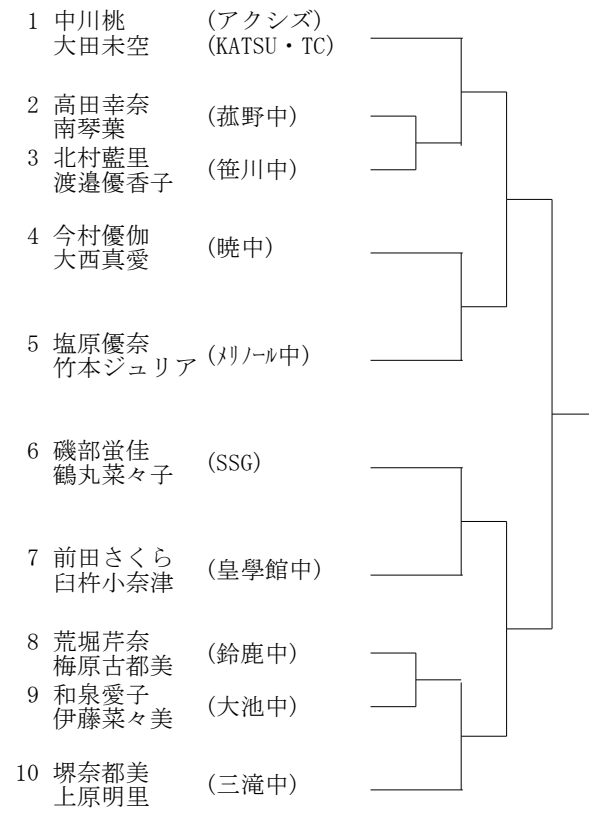 1 中川桃 (アクシズ)
大田未空 (KATSU・TC)
2 高田幸奈 (菰野中)
南琴葉
3 北村藍里 (笹川中)
渡邉優香子
4 今村優伽 (暁中)
大西真愛
5 塩原優奈 (ﾒﾘﾉｰﾙ中)
竹本ジュリア
6 磯部蛍佳 (SSG)
鶴丸菜々子
7 前田さくら (皇學館中)
臼杵小奈津
8 荒堀芹奈 (鈴鹿中)
梅原古都美
9 和泉愛子 (大池中)
伊藤菜々美
10 堺奈都美 (三滝中)
上原明里